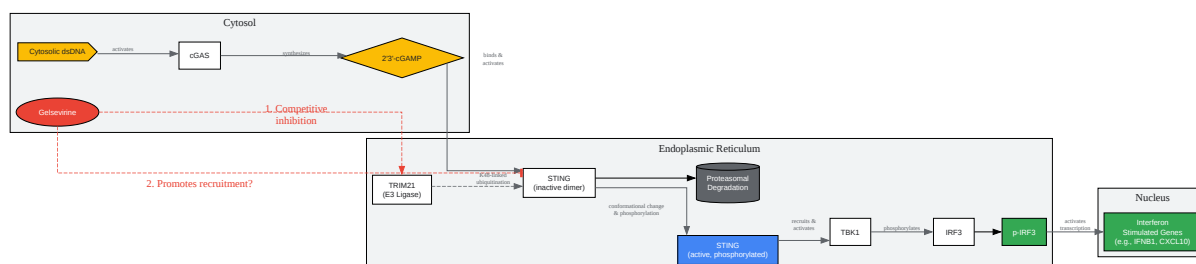 Cytosol
Cytosolic dsDNA
activates
cGAS
synthesizes
2'3'-cGAMP
binds &
activates
Gelsevirine
1. Competitive
inhibition
2. Promotes recruitment?
Endoplasmic Reticulum
TRIM21
(E3 Ligase)
K48-linked
ubiquitination
STING
(inactive dimer)
Proteasomal
Degradation
conformational change
& phosphorylation
STING
(active, phosphorylated)
recruits &
activates
TBK1
phosphorylates
IRF3
p-IRF3
activates
transcription
Nucleus
Interferon
Stimulated Genes
(e.g., IFNB1, CXCL10)